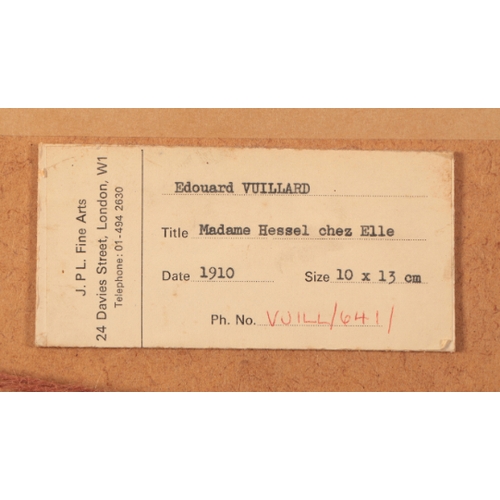 J.P.L. Fine Arts
24 Davies Street, London, W1
Telephone: 01-494 2630
Edouard VUILLARD
Title Madame Hessel chez Elle
Date 1910 Size 10 x 13 cm
Ph. No. VUILL/641/